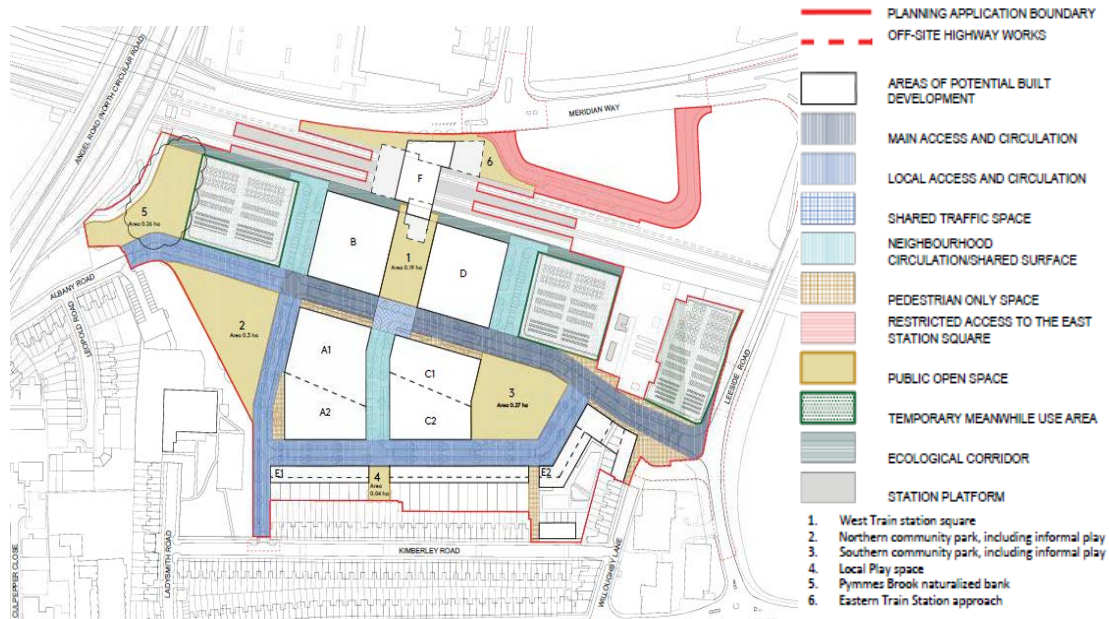 PLANNING APPLICATION BOUNDARY
OFF-SITE HIGHWAY WORKS
AREAS OF POTENTIAL BUILT
DEVELOPMENT
MAIN ACCESS AND CIRCULATION
LOCAL ACCESS AND CIRCULATION
SHARED TRAFFIC SPACE
NEIGHBOURHOOD
CIRCULATION/SHARED SURFACE
PEDESTRIAN ONLY SPACE
RESTRICTED ACCESS TO THE EAST
STATION SQUARE
PUBLIC OPEN SPACE
TEMPORARY MEANWHILE USE AREA
ECOLOGICAL CORRIDOR
STATION PLATFORM
1. West Train station square
2. Northern community park, including informal play
3. Southern community park, including informal play
4. Local Play space
5. Pymmes Brook naturalized bank
6. Eastern Train Station approach
ANGEL ROAD (NORTH CIRCULAR ROAD)
MERIDIAN WAY
6
F
5
Area 0.26 ha
B
1
Area 0.19 ha
D
ALBANY ROAD
LEOPOLD ROAD
2
Area 0.3 ha
A1
C1
3
Area 0.27 ha
A2
C2
LEESIDE ROAD
E1
4
Area
0.04 ha
E2
KIMBERLEY ROAD
CULPEPPER CLOSE
LADYSMITH ROAD
WILLOUGHBY LANE